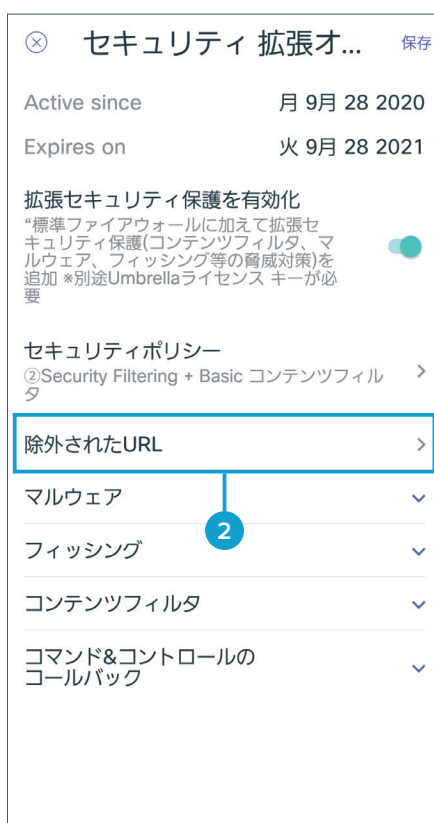 セキュリティ 拡張オ... 保存
Active since 月 9月 28 2020
Expires on 火 9月 28 2021
拡張セキュリティ保護を有効化
“標準ファイアウォールに加えて拡張セ
キュリティ保護(コンテンツフィルタ、マ
ルウェア、フィッシング等の脅威対策)を
追加 ※別途Umbrellaライセンス キーが必
要
セキュリティポリシー
②Security Filtering + Basic コンテンツフィル
タ
除外されたURL
マルウェア
2
フィッシング
コンテンツフィルタ
コマンド&コントロールの
コールバック